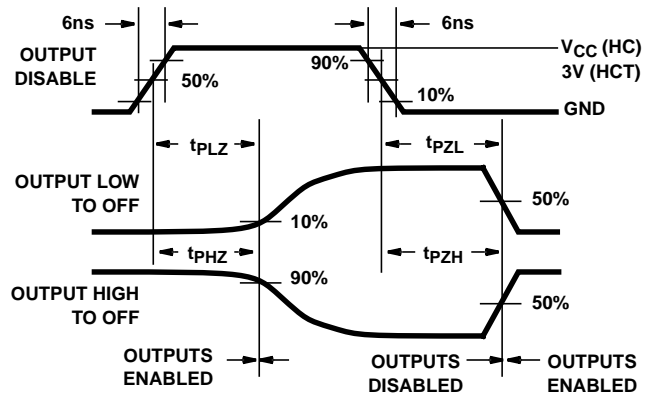 6ns
6ns
OUTPUT
DISABLE
50%
90%
10%
VCC (HC)
3V (HCT)
GND
tPLZ
tPZL
OUTPUT LOW
TO OFF
10%
50%
tPHZ
tPZH
OUTPUT HIGH
TO OFF
90%
50%
OUTPUTS
ENABLED
OUTPUTS
DISABLED
OUTPUTS
ENABLED